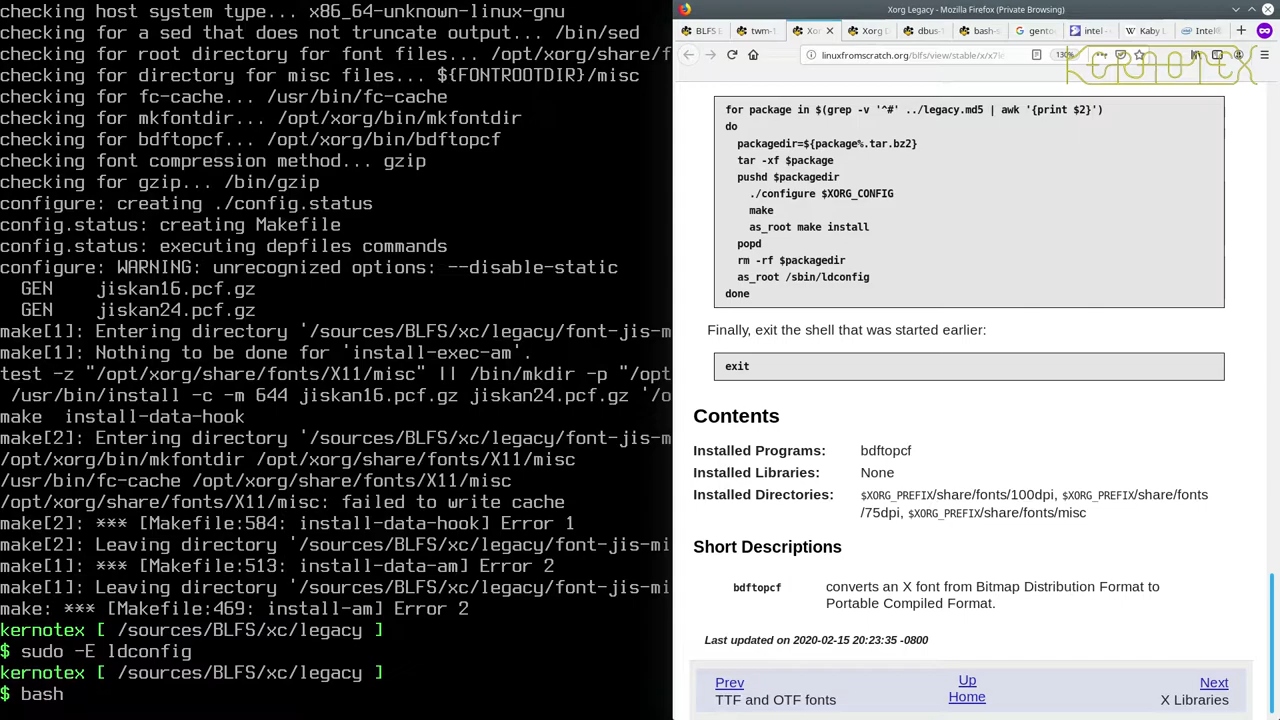 checking host system type... x86_64-unknown-linux-gnu
checking for a sed that does not truncate output... /bin/sed
checking for root directory for font files... /opt/xorg/share/f
checking for directory for misc files... ${FONTROOTDIR}/misc
checking for fc-cache... /usr/bin/fc-cache
checking for mkfontdir... /opt/xorg/bin/mkfontdir
checking for bdftopcf... /opt/xorg/bin/bdftopcf
checking font compression method... gzip
checking for gzip... /bin/gzip
configure: creating ./config.status
config.status: creating Makefile
config.status: executing depfiles commands
configure: WARNING: unrecognized options: --disable-static
  GEN    jiskan16.pcf.gz
  GEN    jiskan24.pcf.gz
make[1]: Entering directory '/sources/BLFS/xc/legacy/font-jis-m
make[1]: Nothing to be done for 'install-exec-am'.
test -z "/opt/xorg/share/fonts/X11/misc" || /bin/mkdir -p "/opt
 /usr/bin/install -c -m 644 jiskan16.pcf.gz jiskan24.pcf.gz '/o
make  install-data-hook
make[2]: Entering directory '/sources/BLFS/xc/legacy/font-jis-m
/opt/xorg/bin/mkfontdir /opt/xorg/share/fonts/X11/misc
/usr/bin/fc-cache /opt/xorg/share/fonts/X11/misc
/opt/xorg/share/fonts/X11/misc: failed to write cache
make[2]: *** [Makefile:584: install-data-hook] Error 1
make[2]: Leaving directory '/sources/BLFS/xc/legacy/font-jis-mi
make[1]: *** [Makefile:513: install-data-am] Error 2
make[1]: Leaving directory '/sources/BLFS/xc/legacy/font-jis-mi
make: *** [Makefile:469: install-am] Error 2
kernotex [ /sources/BLFS/xc/legacy ]
$ sudo -E ldconfig
kernotex [ /sources/BLFS/xc/legacy ]
$ bash
Xorg Legacy - Mozilla Firefox (Private Browsing)
BLFS E
twm-1
Xor
Xorg D
dbus-1
bash-s
gento
intel -
Kaby L
Intel®
linuxfromscratch.org/blfs/view/stable/x/x7le
130%
KERNOTEX
for package in $(grep -v '^#' ../legacy.md5 | awk '{print $2}')
do
  packagedir=${package%.tar.bz2}
  tar -xf $package
  pushd $packagedir
    ./configure $XORG_CONFIG
    make
    as_root make install
  popd
  rm -rf $packagedir
  as_root /sbin/ldconfig
done
Finally, exit the shell that was started earlier:
exit
Contents
Installed Programs: bdftopcf
Installed Libraries: None
Installed Directories: $XORG_PREFIX/share/fonts/100dpi, $XORG_PREFIX/share/fonts
/75dpi, $XORG_PREFIX/share/fonts/misc
Short Descriptions
bdftopcf converts an X font from Bitmap Distribution Format to
Portable Compiled Format.
Last updated on 2020-02-15 20:23:35 -0800
Prev Up Next
TTF and OTF fonts Home X Libraries